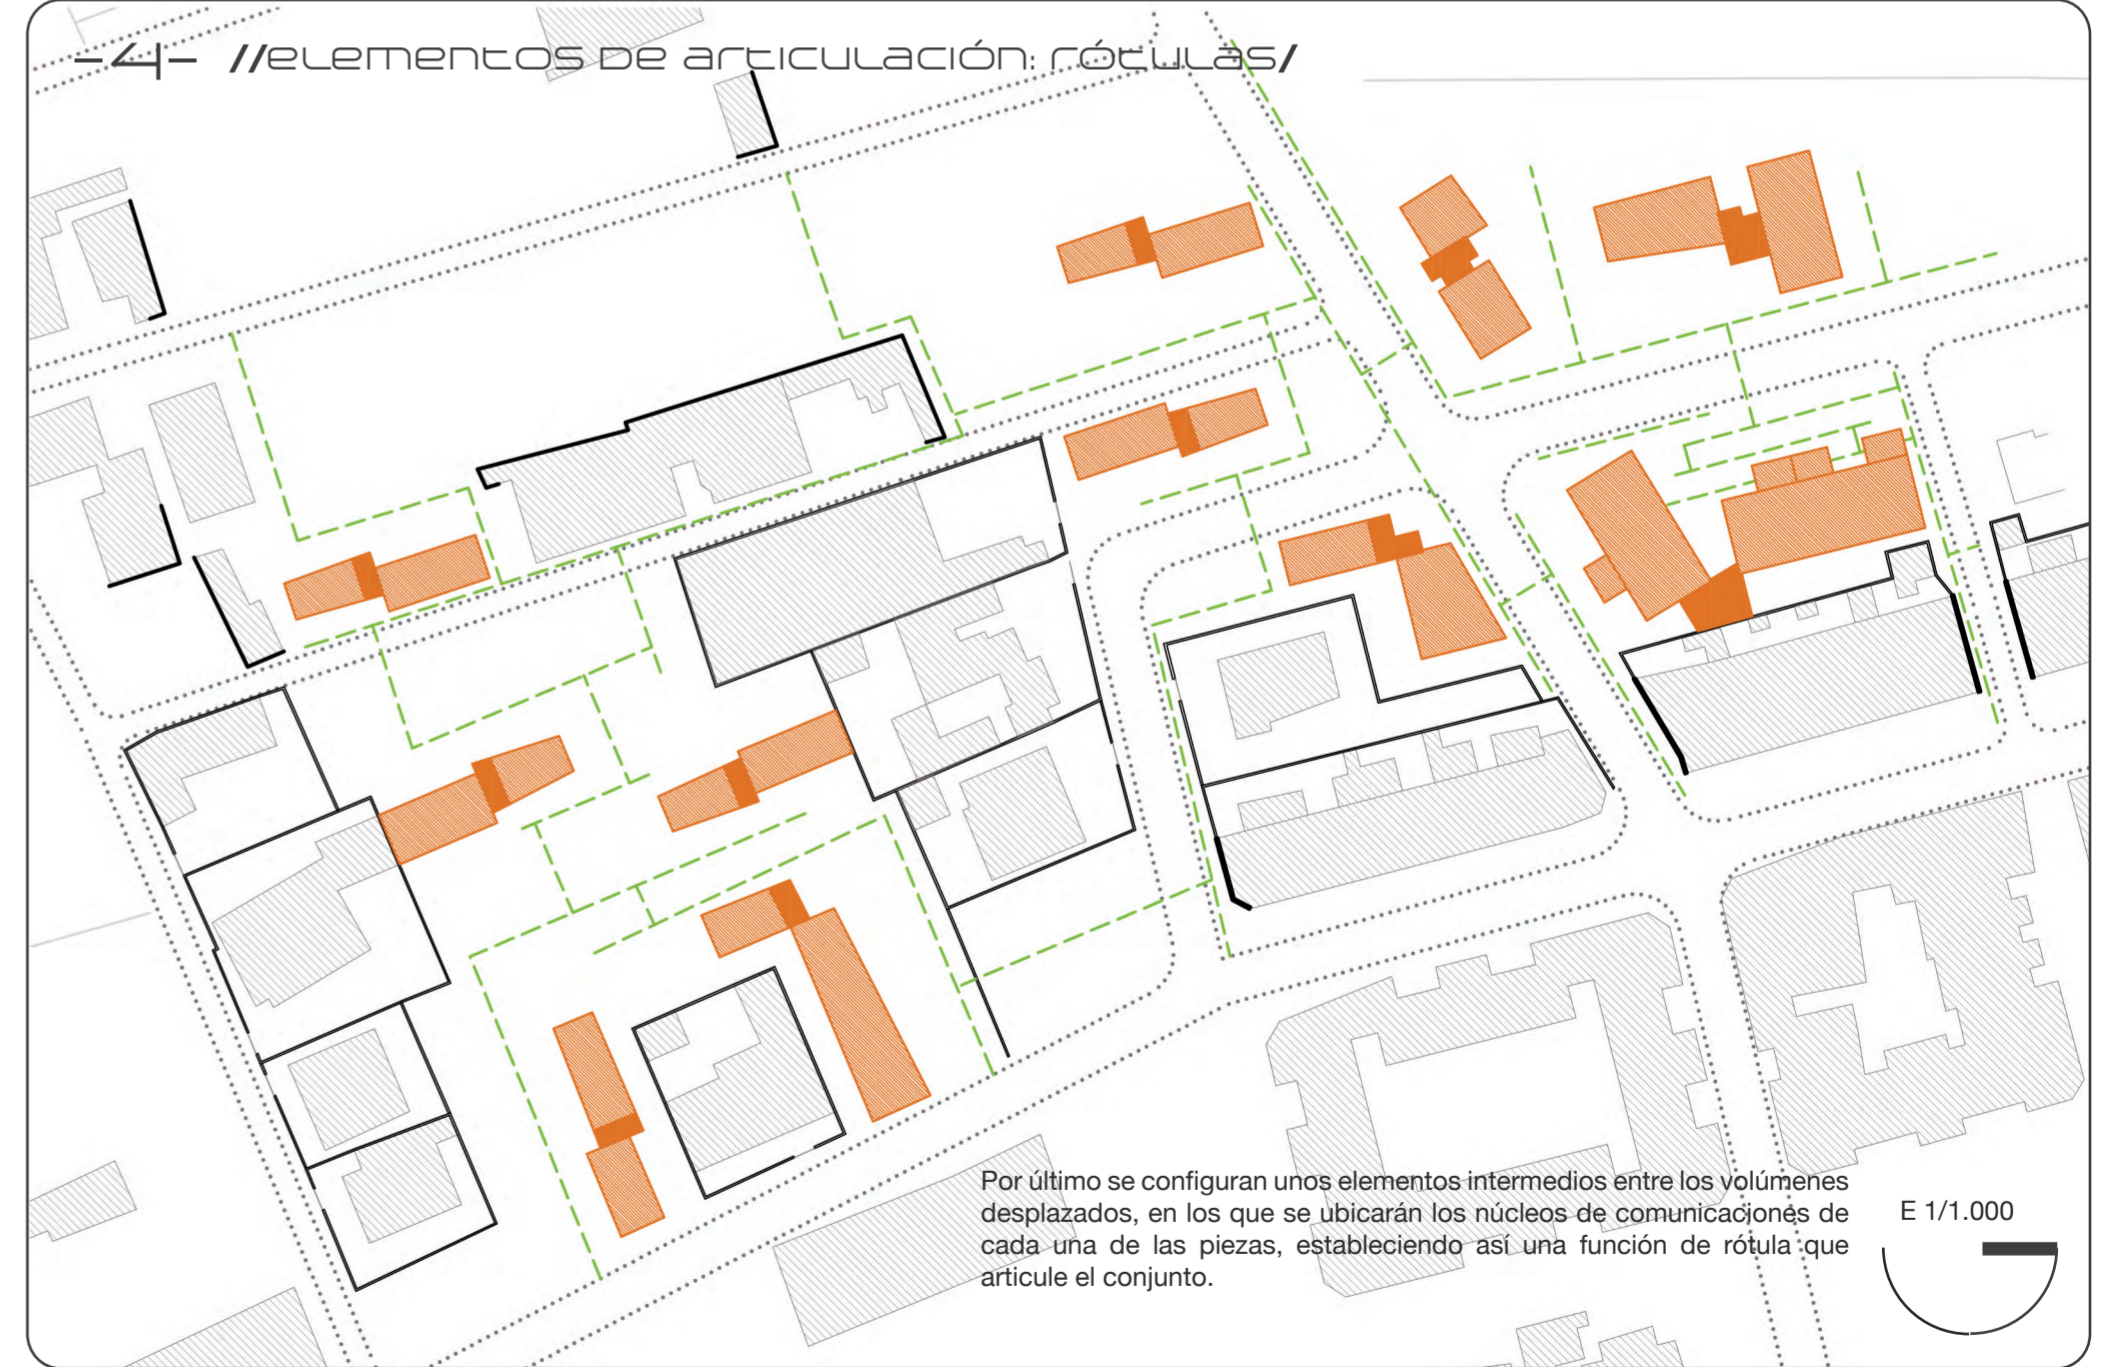 -4- //elementos de articulación: rótulas/
Por último se configuran unos elementos intermedios entre los volúmenes
desplazados, en los que se ubicarán los núcleos de comunicaciones de
cada una de las piezas, estableciendo así una función de rótula que
articule el conjunto.
E 1/1.000